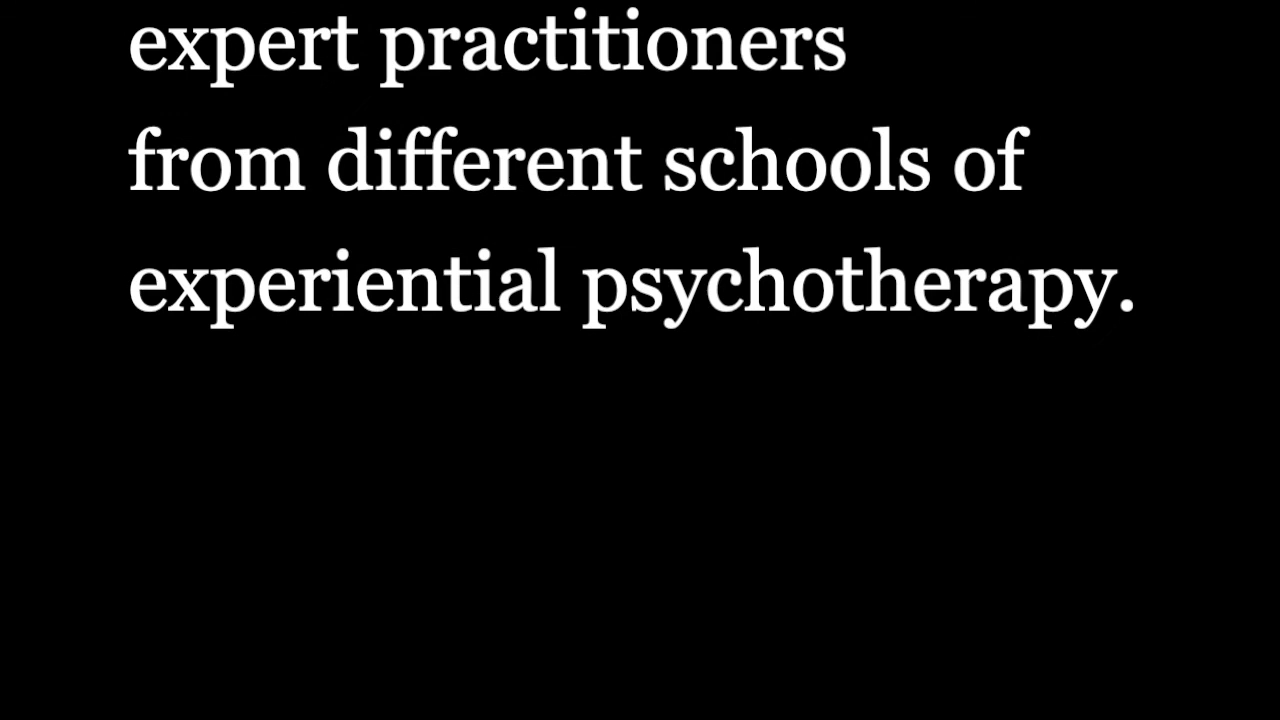 expert practitioners
from different schools of
experiential psychotherapy.